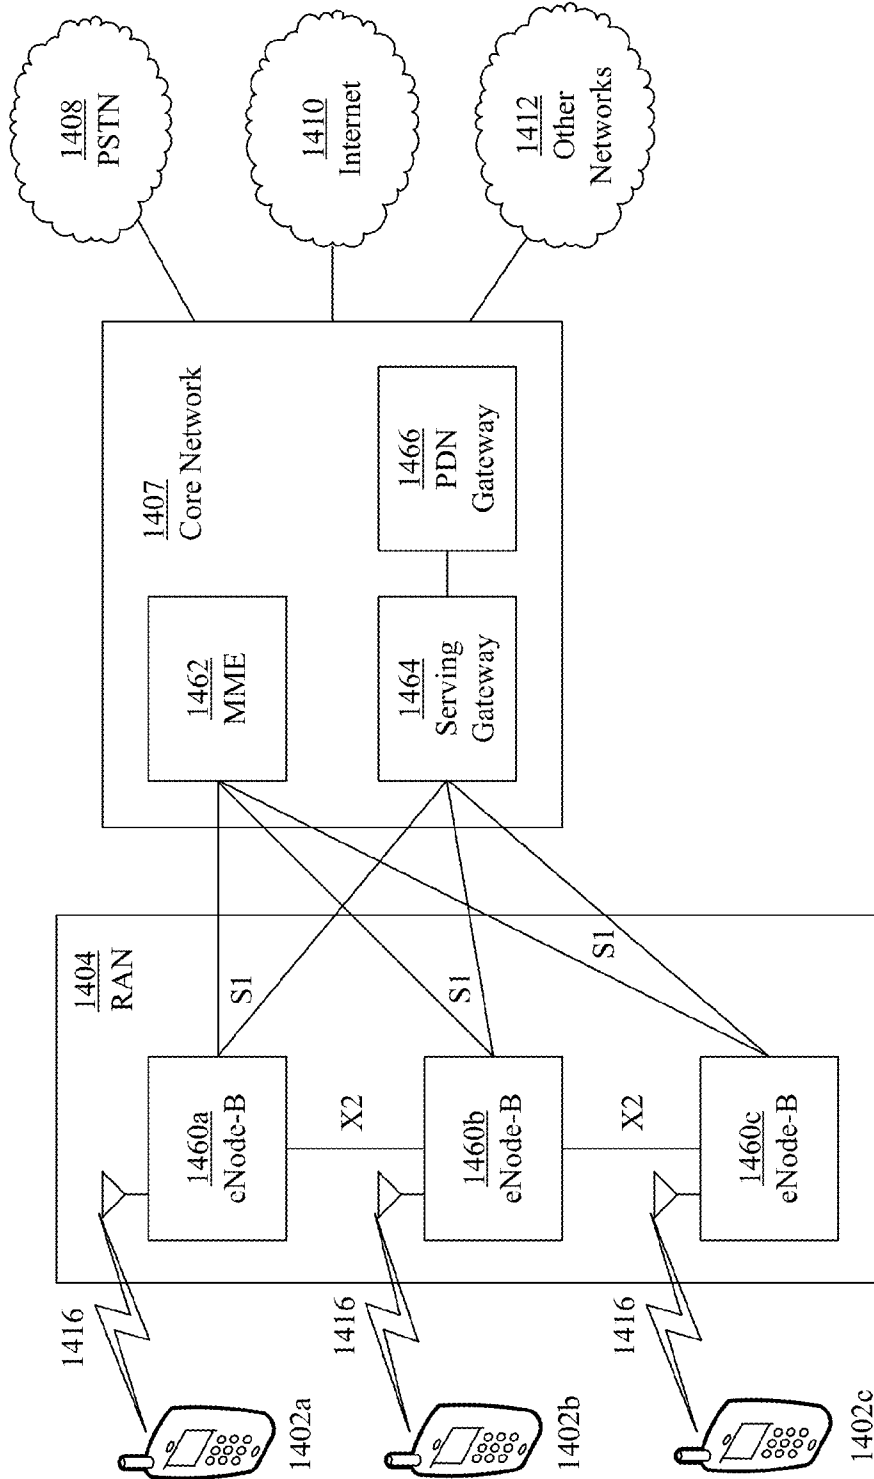 1402a
1416
1460a
eNode-B
X2
1402b
1416
1460b
eNode-B
X2
1402c
1416
1460c
eNode-B
1404
RAN
S1
S1
S1
1407
Core Network
1462
MME
1464
Serving
Gateway
1466
PDN
Gateway
1408
PSTN
1410
Internet
1412
Other
Networks